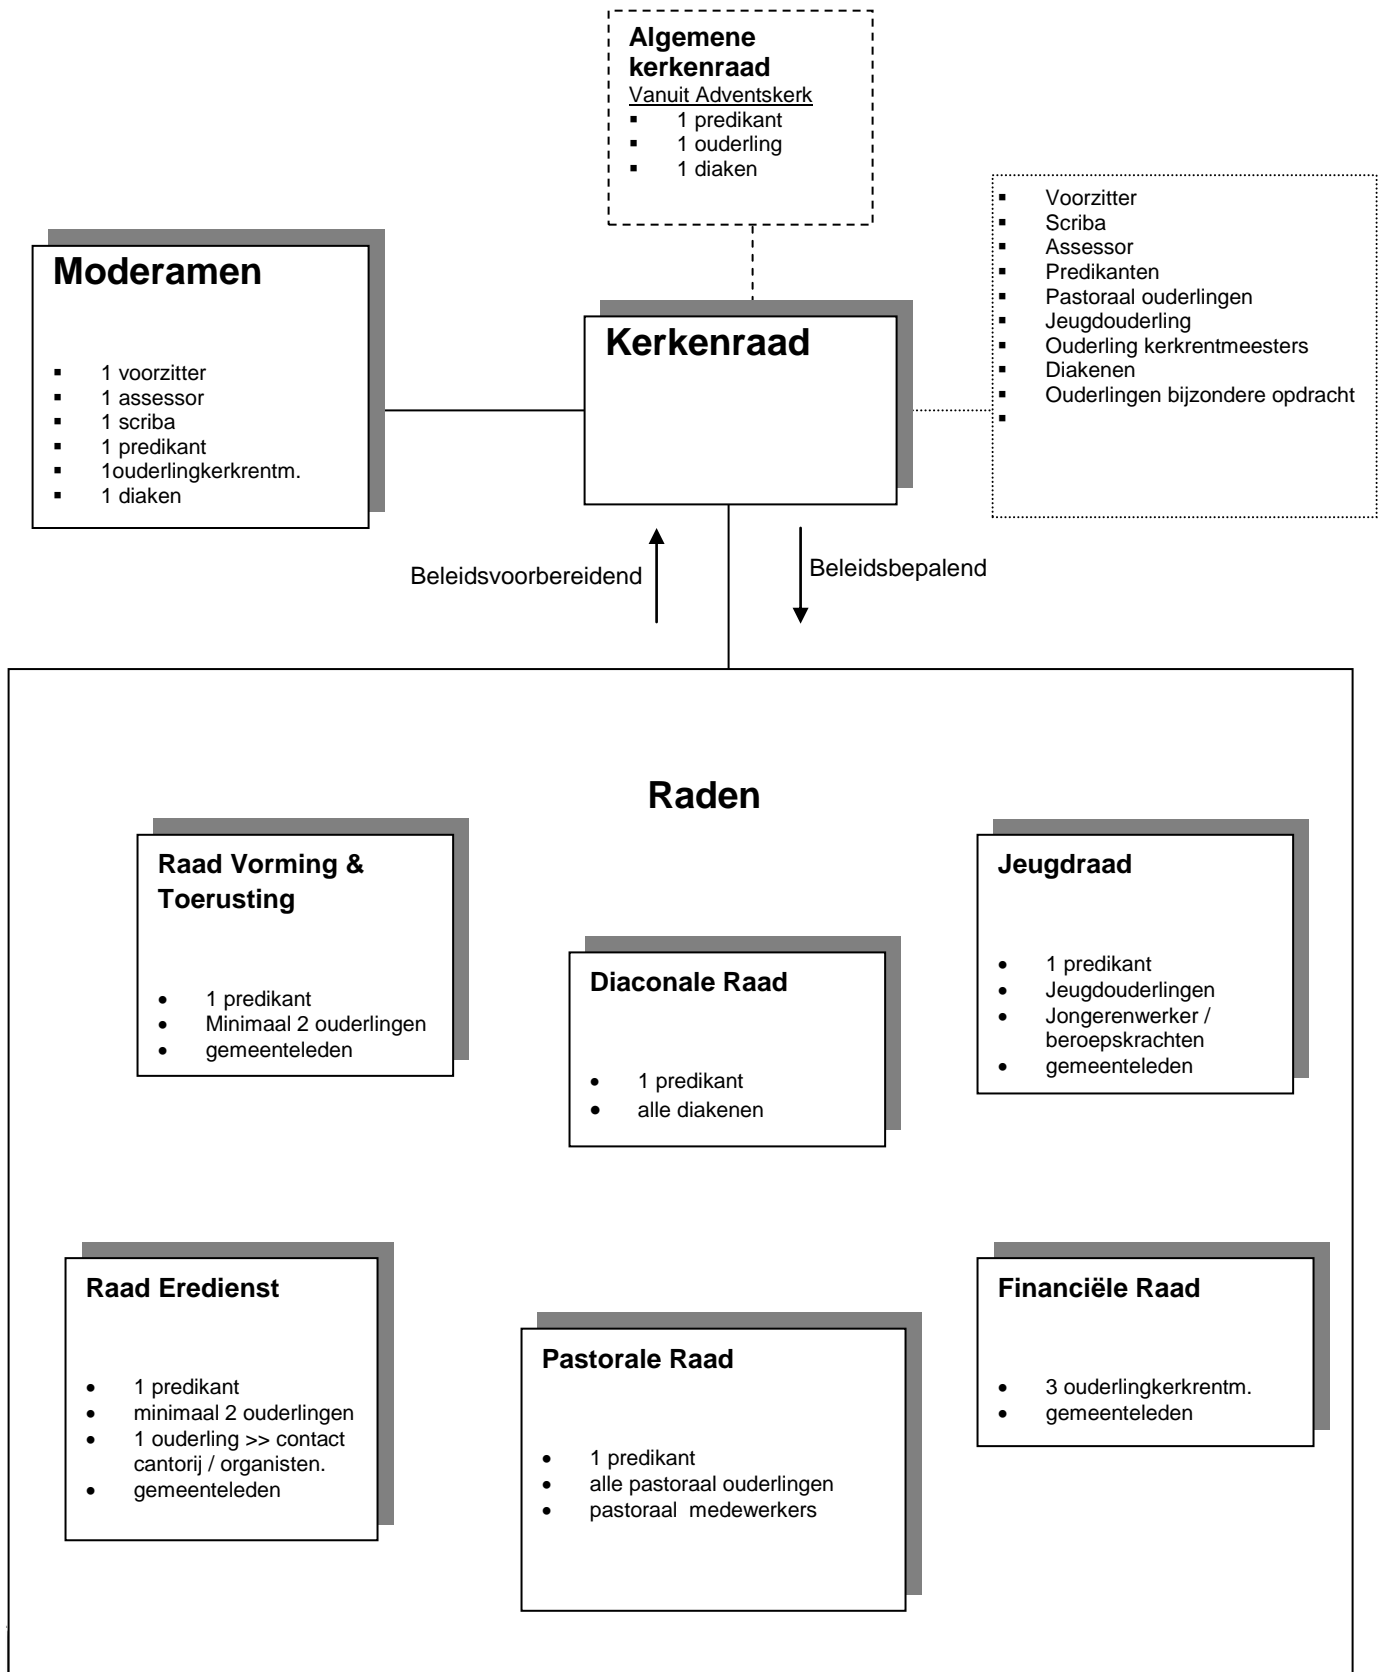 Algemene
kerkenraad
Vanuit Adventskerk
▪ 1 predikant
▪ 1 ouderling
▪ 1 diaken
▪ Voorzitter
▪ Scriba
▪ Assessor
▪ Predikanten
▪ Pastoraal ouderlingen
▪ Jeugdouderling
▪ Ouderling kerkrentmeesters
▪ Diakenen
▪ Ouderlingen bijzondere opdracht
▪
Moderamen
▪ 1 voorzitter
▪ 1 assessor
▪ 1 scriba
▪ 1 predikant
▪ 1ouderlingkerkrentm.
▪ 1 diaken
Kerkenraad
Beleidsvoorbereidend
Beleidsbepalend
Raden
Raad Vorming &
Toerusting
• 1 predikant
• Minimaal 2 ouderlingen
• gemeenteleden
Diaconale Raad
• 1 predikant
• alle diakenen
Jeugdraad
• 1 predikant
• Jeugdouderlingen
• Jongerenwerker /
beroepskrachten
• gemeenteleden
Raad Eredienst
• 1 predikant
• minimaal 2 ouderlingen
• 1 ouderling >> contact
cantorij / organisten.
• gemeenteleden
Pastorale Raad
• 1 predikant
• alle pastoraal ouderlingen
• pastoraal  medewerkers
Financiële Raad
• 3 ouderlingkerkrentm.
• gemeenteleden